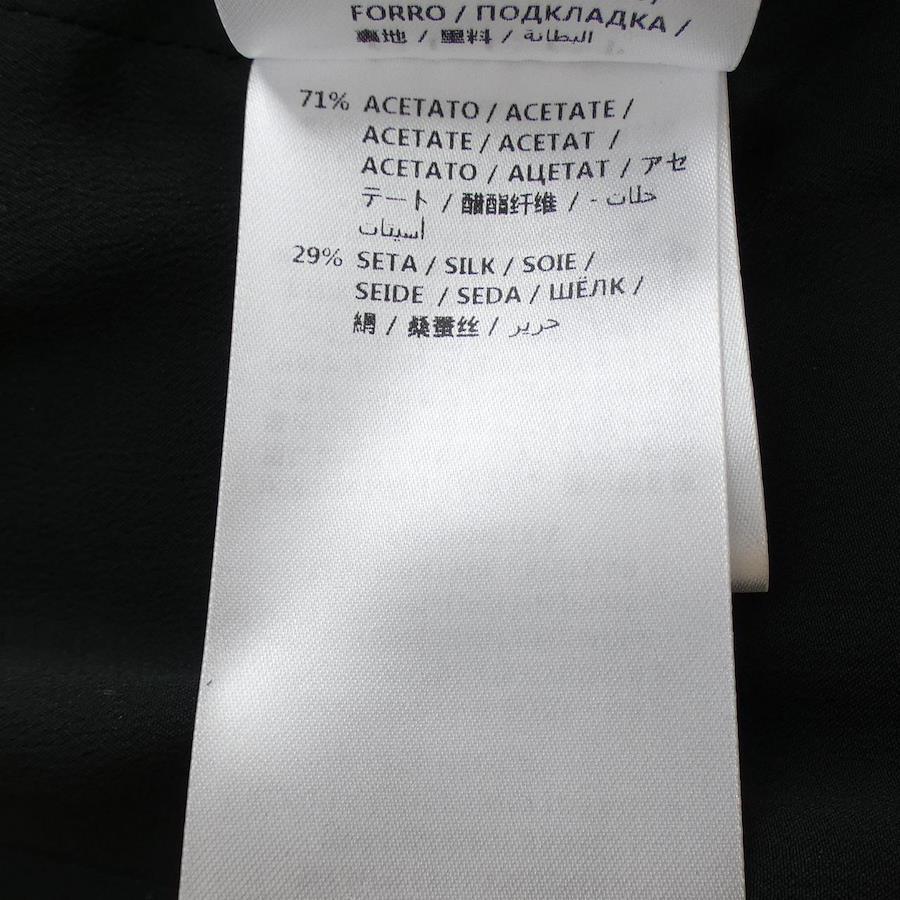 FORRO / ПОДКЛАДКА /
裏地 / 里料 / البطانة
71% ACETATO / ACETATE /
ACETATE / ACETAT /
ACETATO / АЦЕТАТ / アセ
テート / 醋酯纤维 / - خلات
أسيتات
29% SETA / SILK / SOIE /
SEIDE / SEDA / ШЁЛК /
絹 / 桑蚕丝 / حرير